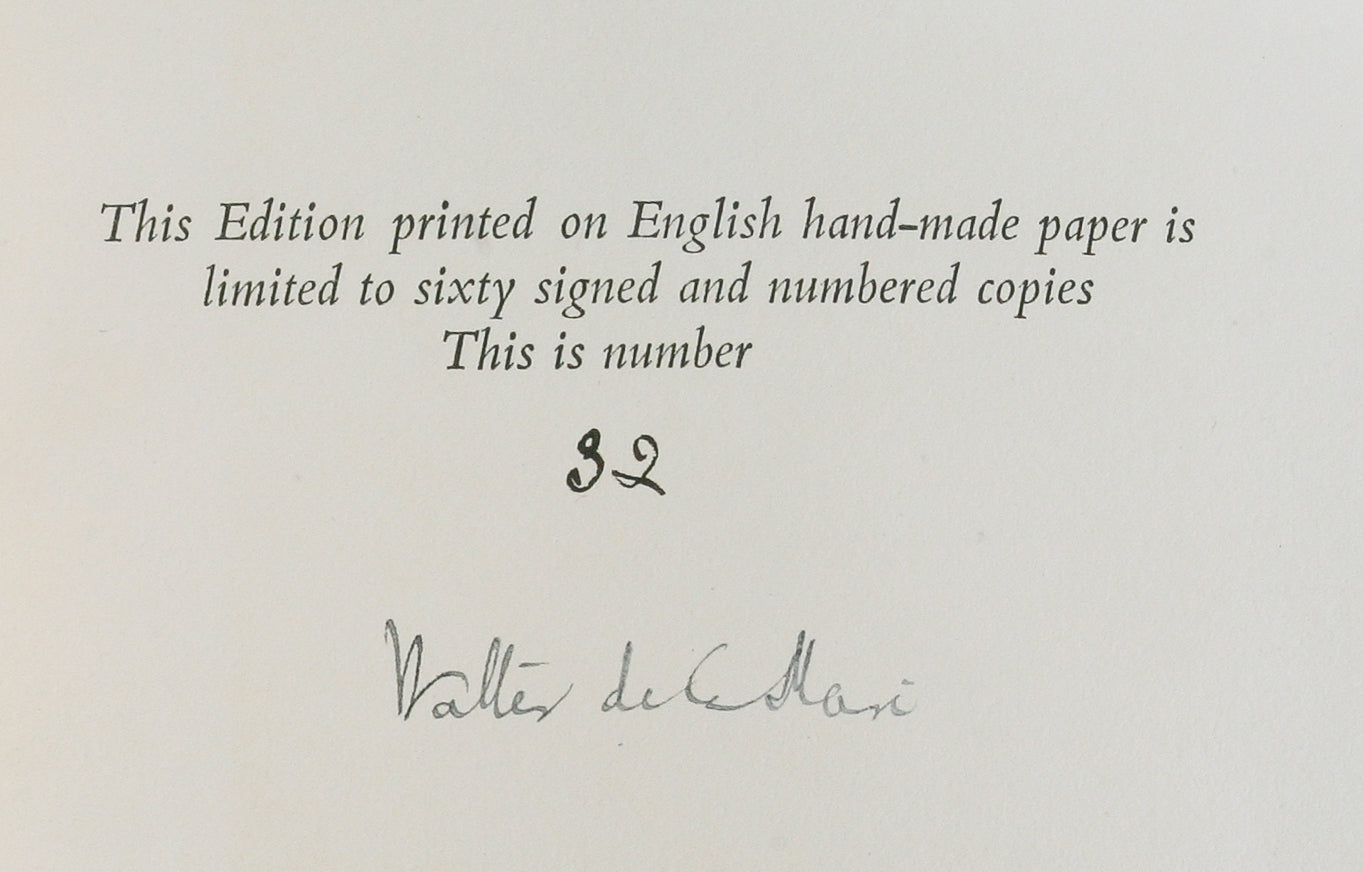 This Edition printed on English hand-made paper is
limited to sixty signed and numbered copies
This is number
32
Walter de la Mare